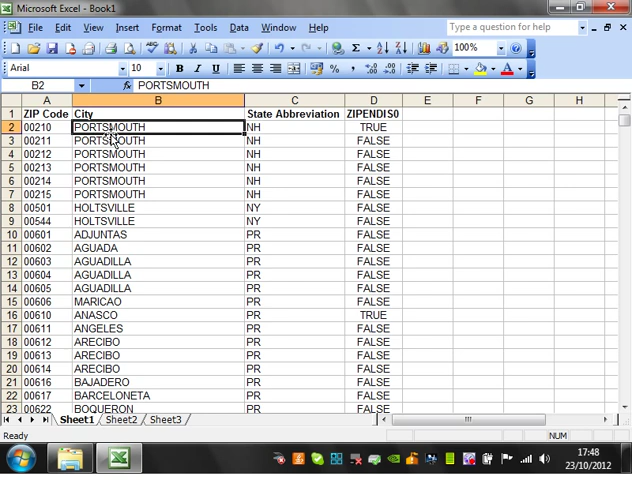 Microsoft Excel - Book1
File Edit View Insert Format Tools Data Window Help Type a question for help
100%
Arial 10 B I U
B2 fx PORTSMOUTH
A B C D E F G H
1 ZIP Code City State Abbreviation ZIPENDIS0
2 00210 PORTSMOUTH NH TRUE
3 00211 PORTSMOUTH NH FALSE
4 00212 PORTSMOUTH NH FALSE
5 00213 PORTSMOUTH NH FALSE
6 00214 PORTSMOUTH NH FALSE
7 00215 PORTSMOUTH NH FALSE
8 00501 HOLTSVILLE NY FALSE
9 00544 HOLTSVILLE NY FALSE
10 00601 ADJUNTAS PR FALSE
11 00602 AGUADA PR FALSE
12 00603 AGUADILLA PR FALSE
13 00604 AGUADILLA PR FALSE
14 00605 AGUADILLA PR FALSE
15 00606 MARICAO PR FALSE
16 00610 ANASCO PR TRUE
17 00611 ANGELES PR FALSE
18 00612 ARECIBO PR FALSE
19 00613 ARECIBO PR FALSE
20 00614 ARECIBO PR FALSE
21 00616 BAJADERO PR FALSE
22 00617 BARCELONETA PR FALSE
23 00622 BOQUERON PR FALSE
Sheet1 Sheet2 Sheet3
Ready NUM
17:48
23/10/2012